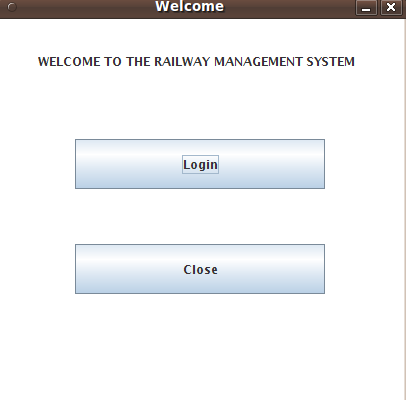 Welcome
WELCOME TO THE RAILWAY MANAGEMENT SYSTEM
Login
Close